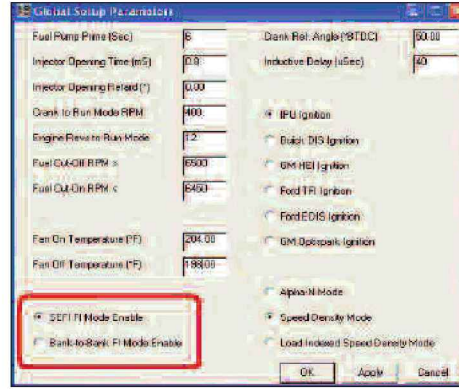 Global Setup Parameters
Fuel Pump Prime (Sec) 6
Injector Opening Time (mS) 0.8
Injector Opening Retard (°) 0.00
Crank to Run Mode RPM 400
Engine Revs to Run Mode 12
Fuel Cut-Off RPM > 6500
Fuel Cut-On RPM < 6450
Fan On Temperature (°F) 204.00
Fan Off Temperature (°F) 198.00
SEFI FI Mode Enable
Bank-to-Bank FI Mode Enable
Crank Ref. Angle (°BTDC) 60.00
Inductive Delay (uSec) 40
IPU Ignition
Buick DIS Ignition
GM HEI Ignition
Ford TFI Ignition
Ford EDIS Ignition
GM Optispark Ignition
Alpha-N Mode
Speed Density Mode
Load Indexed Speed Density Mode
OK Apply Cancel